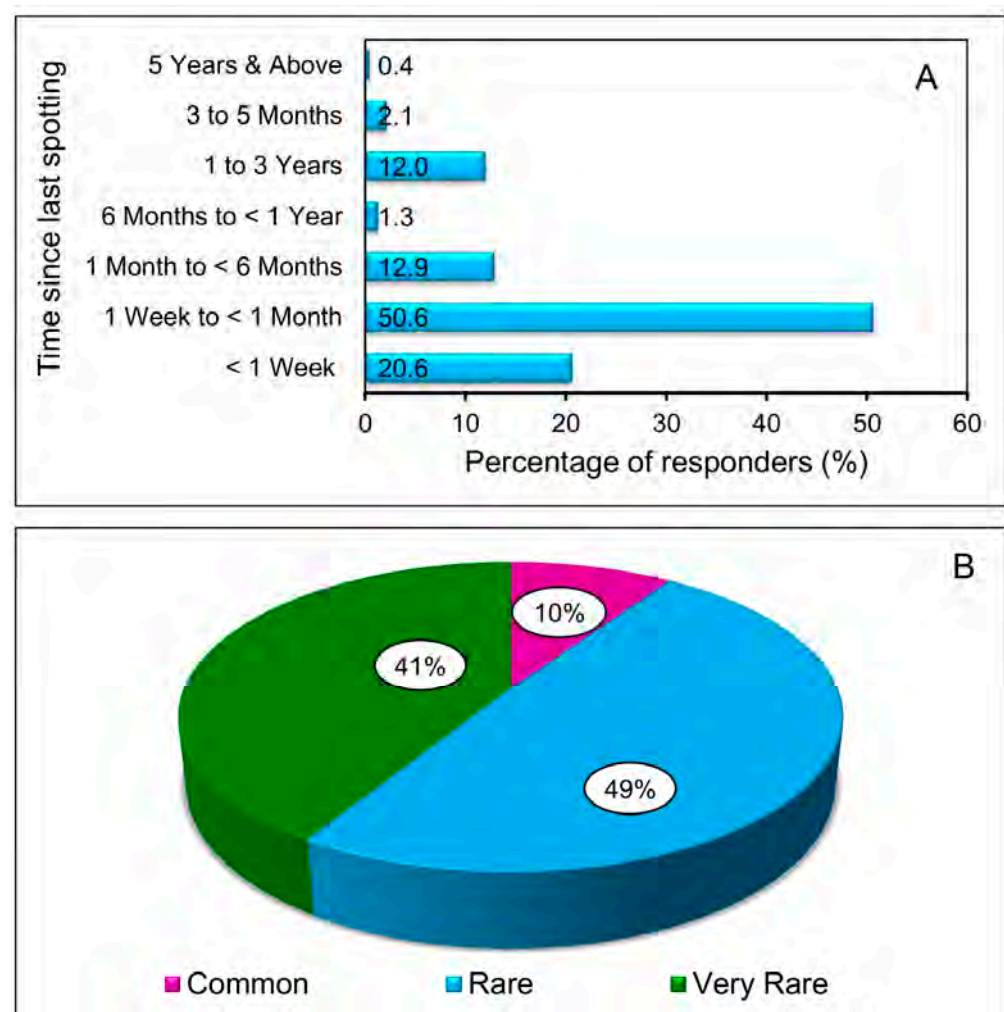 A
Time since last spotting
5 Years & Above 0.4
3 to 5 Months 2.1
1 to 3 Years 12.0
6 Months to < 1 Year 1.3
1 Month to < 6 Months 12.9
1 Week to < 1 Month 50.6
< 1 Week 20.6
0 10 20 30 40 50 60
Percentage of responders (%)
B
10%
41%
49%
Common Rare Very Rare